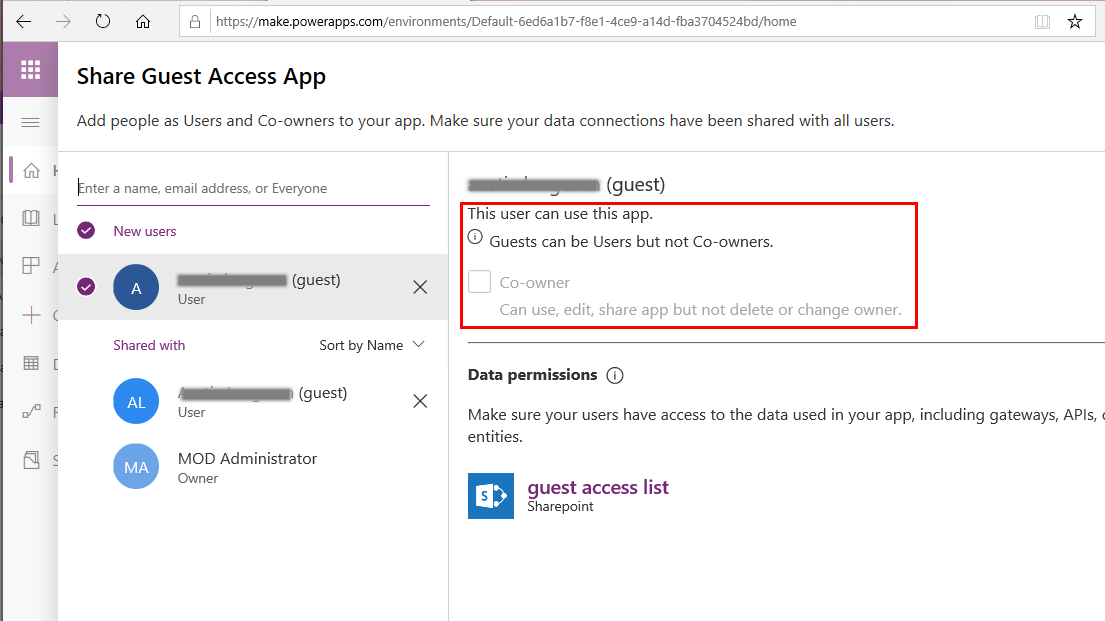 https://make.powerapps.com/environments/Default-6ed6a1b7-f8e1-4ce9-a14d-fba3704524bd/home
Share Guest Access App
Add people as Users and Co-owners to your app. Make sure your data connections have been shared with all users.
Enter a name, email address, or Everyone
New users
A
(guest)
User
Shared with
Sort by Name
AL
(guest)
User
MA
MOD Administrator
Owner
(guest)
This user can use this app.
Guests can be Users but not Co-owners.
Co-owner
Can use, edit, share app but not delete or change owner.
Data permissions
Make sure your users have access to the data used in your app, including gateways, APIs,
entities.
S
guest access list
Sharepoint